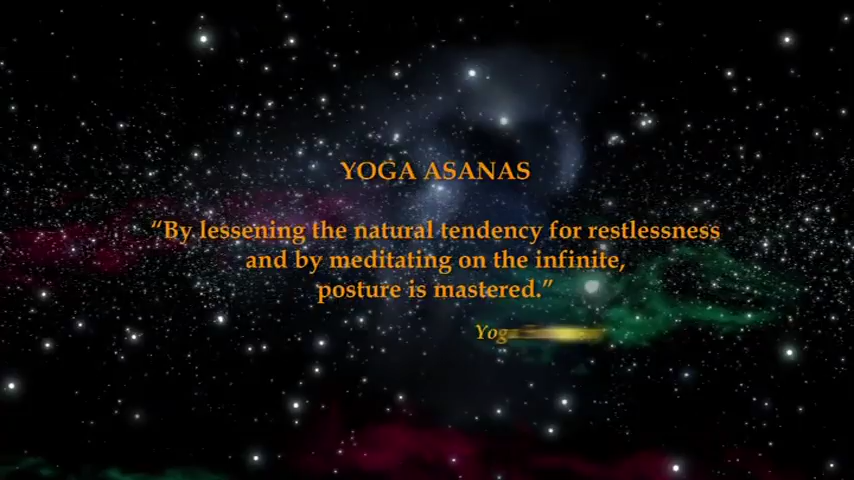 YOGA ASANAS
“By lessening the natural tendency for restlessness
and by meditating on the infinite,
posture is mastered.”